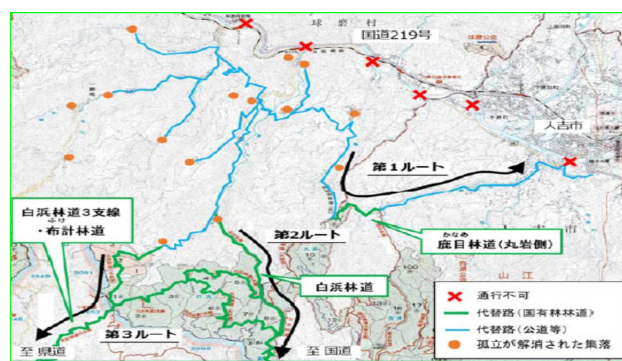 球磨村
国道219号
人吉市
第1ルート
白浜林道3支線
ふけ
・布計林道
第2ルート
かなめ
鹿目林道(丸岩側)
白浜林道
山江
第3ルート
至 県道
至 国道
通行不可
代替路(国有林林道)
代替路(公道等)
孤立が解消された集落